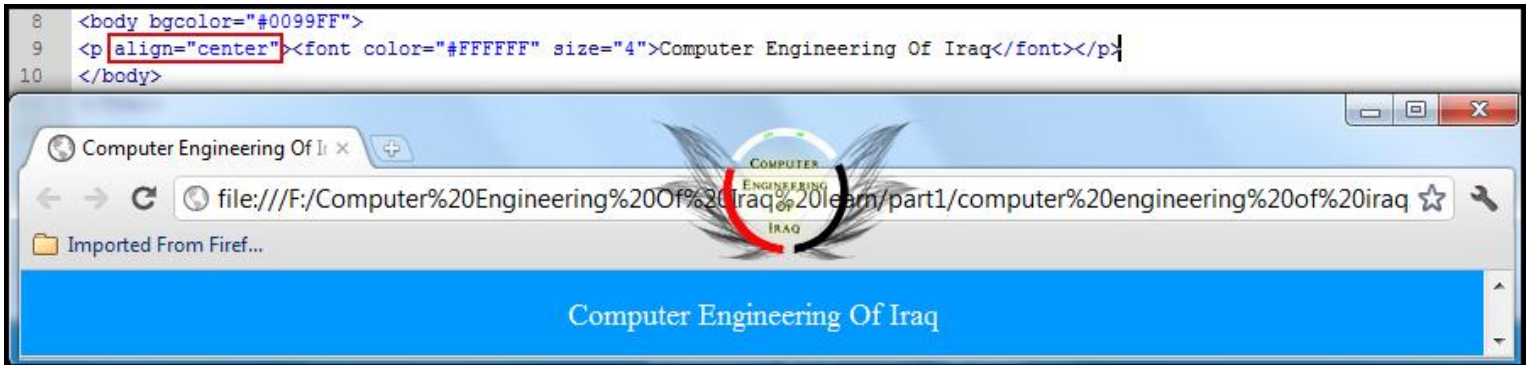 8 <body bgcolor="#0099FF">
9 <p align="center"><font color="#FFFFFF" size="4">Computer Engineering Of Iraq</font></p>
10 </body>
Computer Engineering Of Ir
file:///F:/Computer%20Engineering%20Of%20Iraq%20learn/part1/computer%20engineering%20of%20iraq
COMPUTER
ENGINEERING
OF
IRAQ
Imported From Firef...
Computer Engineering Of Iraq